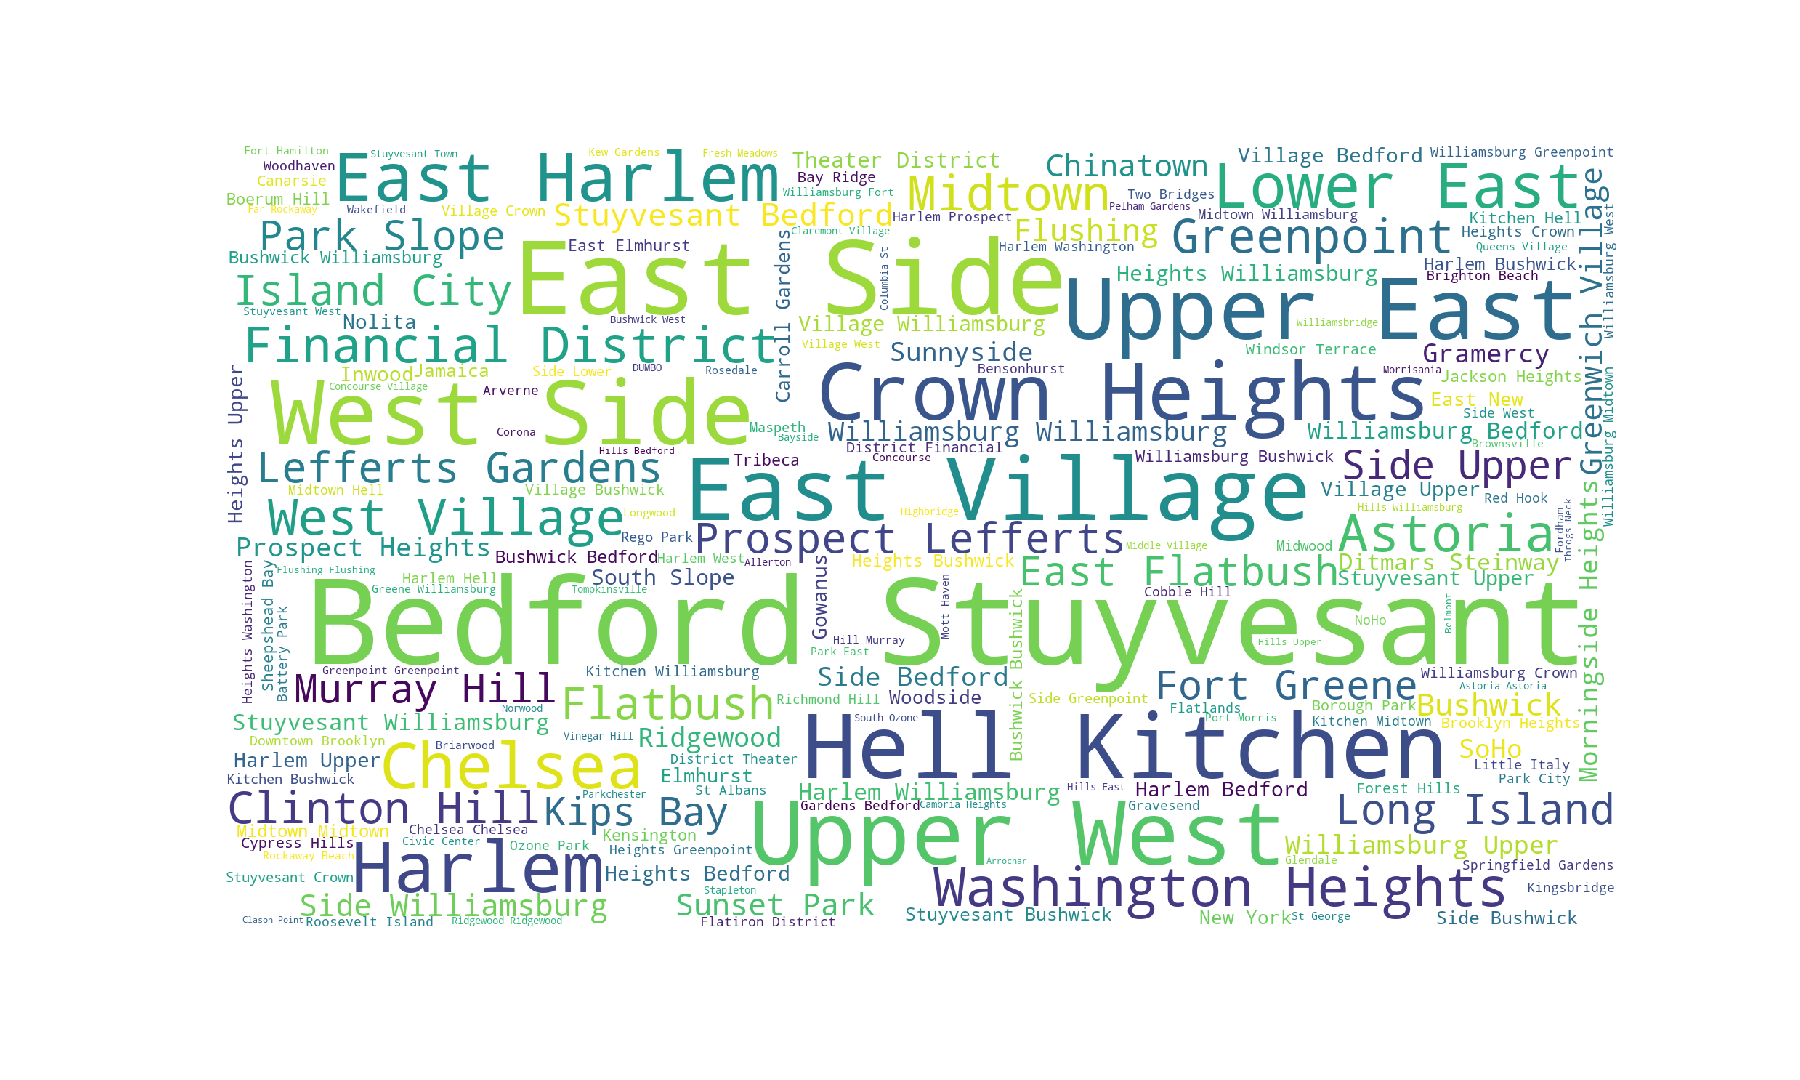 Fort Hamilton
Stuyvesant Town
Kew Gardens
Fresh Meadows
Theater District
Chinatown
Village Bedford
Williamsburg Greenpoint
Woodhaven
East Harlem
Bay Ridge
Midtown
Two Bridges
Lower East
Canarsie
Williamsburg Fort
Boerum Hill
Pelham Gardens
Far Rockaway
Wakefield
Village Crown
Stuyvesant Bedford
Harlem Prospect
Midtown Williamsburg
Kitchen Hell
Park Slope
Claremont Village
Flushing
Greenpoint
Heights Crown
East Elmhurst
Harlem Washington
Queens Village
Bushwick Williamsburg
East Side
Columbia St
Harlem Bushwick
Brighton Beach
Heights Williamsburg
Island City
Carroll Gardens
Upper East
Greenwich Village
Williamsburg West
Stuyvesant West
Nolita
Bushwick West
Village Williamsburg
Williamsbridge
Financial District
Village West
Sunnyside
Windsor Terrace
Gramercy
Inwood
Jamaica
Side Lower
DUMBO
Rosedale
Bensonhurst
Morrisania
Jackson Heights
Concourse Village
Arverne
Crown Heights
East New
West Side
Side West
Heights Upper
Corona
Maspeth
Bayside
Williamsburg Williamsburg
Williamsburg Bedford
Brownsville
Williamsburg Midtown
Hills Bedford
District Financial
Lefferts Gardens
Tribeca
Concourse
Williamsburg Bushwick
Side Upper
Midtown Hell
Village Bushwick
East Village
Village Upper
Red Hook
West Village
Longwood
Highbridge
Hills Williamsburg
Rego Park
Prospect Lefferts
Astoria
Fordham
Throgs Neck
Prospect Heights
Middle Village
Midwood
Bushwick Bedford
Harlem West
Allerton
Heights Bushwick
Ditmars Steinway
Flushing Flushing
Harlem Hell
South Slope
East Flatbush
Stuyvesant Upper
Greene Williamsburg
Tompkinsville
Cobble Hill
Heights Washington
Sheepshead Bay
Battery Park
Bedford Stuyvesant
Gowanus
Mott Haven
NoHo
Belmont
Morningside Heights
Hill Murray
Hills Upper
Park East
Greenpoint Greenpoint
Kitchen Williamsburg
Side Bedford
Bushwick Bushwick
Williamsburg Crown
Murray Hill
Fort Greene
Astoria Astoria
Flatbush
Richmond Hill
Woodside
Side Greenpoint
Norwood
Flatlands
Borough Park
Bushwick
Stuyvesant Williamsburg
South Ozone
Port Morris
Kitchen Midtown
Brooklyn Heights
Downtown Brooklyn
Vinegar Hill
Ridgewood
Hell Kitchen
Briarwood
SoHo
Harlem Upper
Chelsea
District Theater
Little Italy
Kitchen Bushwick
Elmhurst
Park City
St Albans
Parkchester
Harlem Williamsburg
Hills East
Harlem Bedford
Forest Hills
Clinton Hill
Kips Bay
Gardens Bedford
Cambria Heights
Gravesend
Long Island
Midtown Midtown
Chelsea Chelsea
Kensington
Upper West
Cypress Hills
Civic Center
Ozone Park
Heights Greenpoint
Williamsburg Upper
Rockaway Beach
Arrochar
Glendale
Harlem
Springfield Gardens
Stuyvesant Crown
Heights Bedford
Washington Heights
Kingsbridge
Stapleton
Side Williamsburg
Sunset Park
Clason Point
Roosevelt Island
Ridgewood Ridgewood
Flatiron District
Stuyvesant Bushwick
New York
St George
Side Bushwick